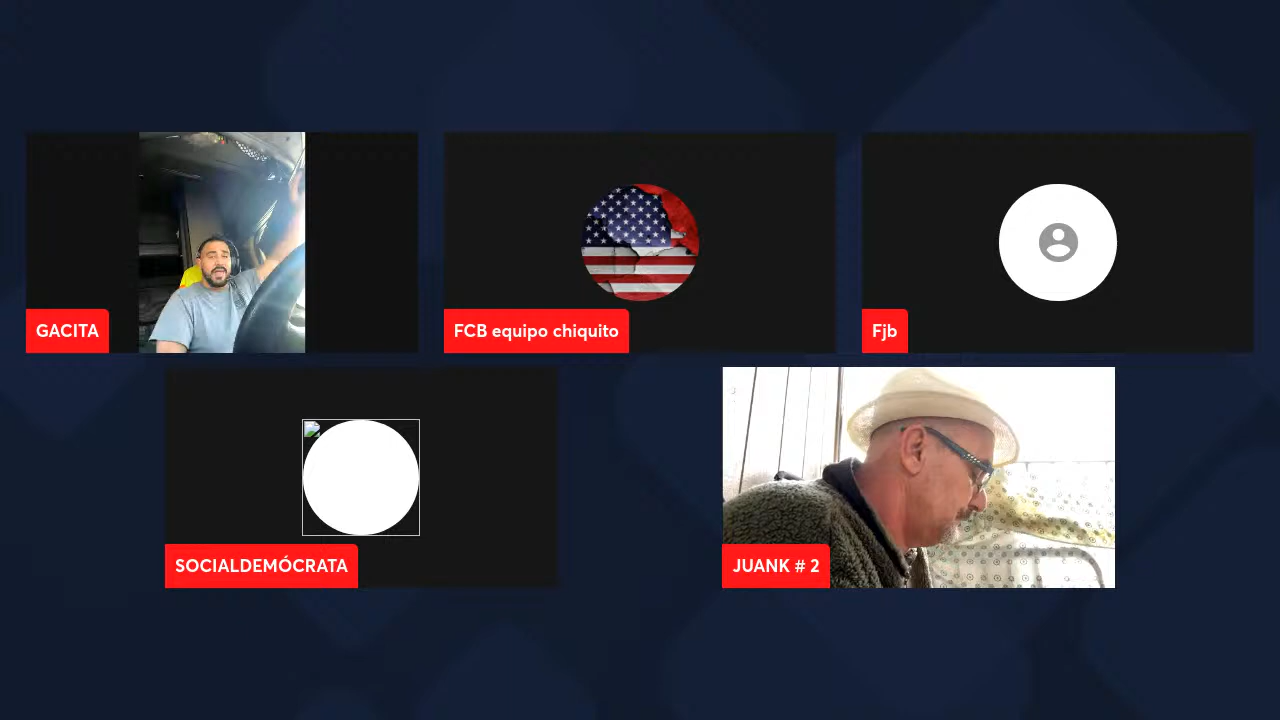 GACITA
FCB equipo chiquito
Fjb
SOCIALDEMÓCRATA
JUANK # 2